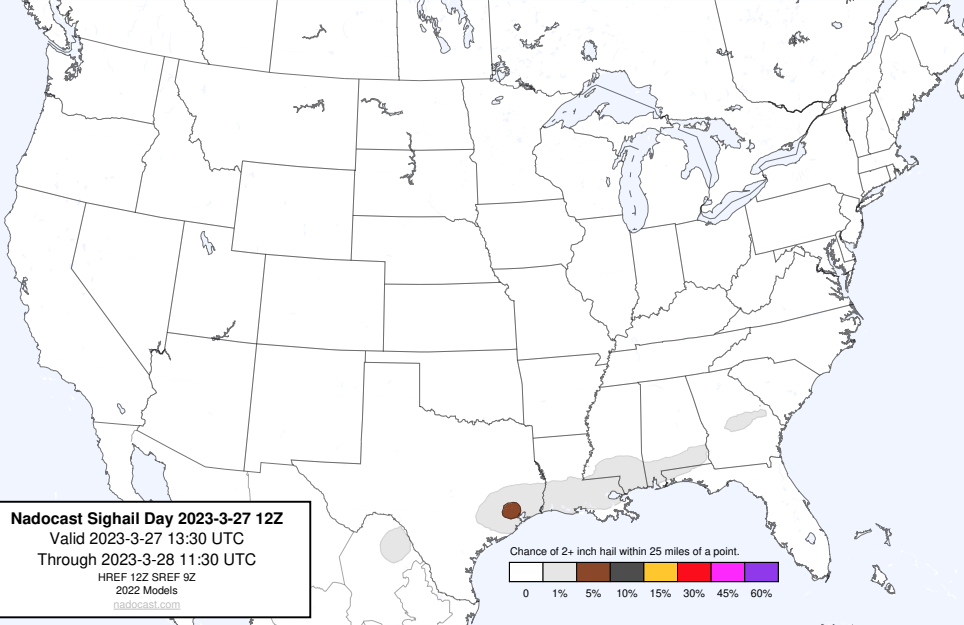 Nadocast Sighail Day 2023-3-27 12Z
Valid 2023-3-27 13:30 UTC
Through 2023-3-28 11:30 UTC
HREF 12Z SREF 9Z
2022 Models
nadocast.com
Chance of 2+ inch hail within 25 miles of a point.
0 1% 5% 10% 15% 30% 45% 60%